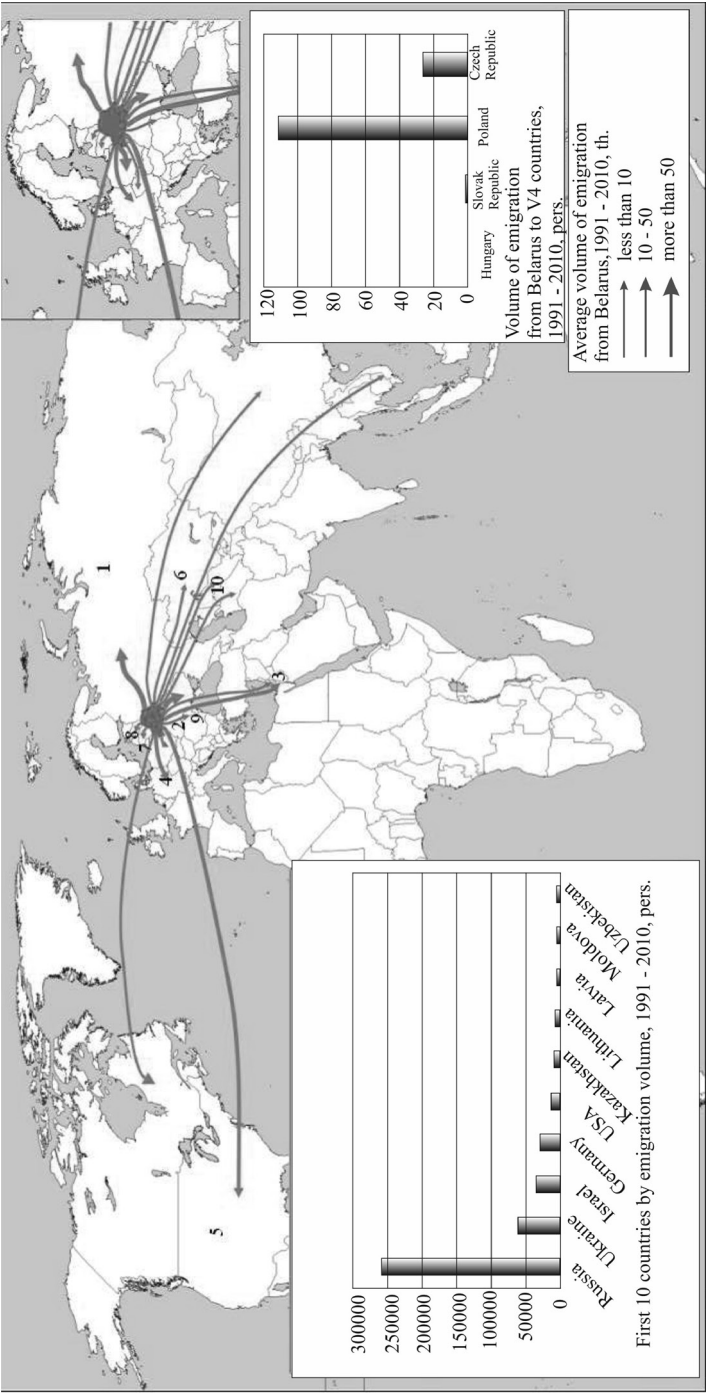 1
2
3
4
5
6
7
8
9
10
120
100
80
60
40
20
0
Hungary
Slovak
Republic
Poland
Czech
Republic
Volume of emigration
from Belarus to V4 countries,
1991 - 2010, pers.
Average volume of emigration
from Belarus,1991 - 2010, th.
less than 10
10 - 50
more than 50
300000
250000
200000
150000
100000
50000
0
Russia
Ukraine
Israel
Germany
USA
Kazakhstan
Lithuania
Latvia
Moldova
Uzbekistan
First 10 countries by emigration volume, 1991 - 2010, pers.